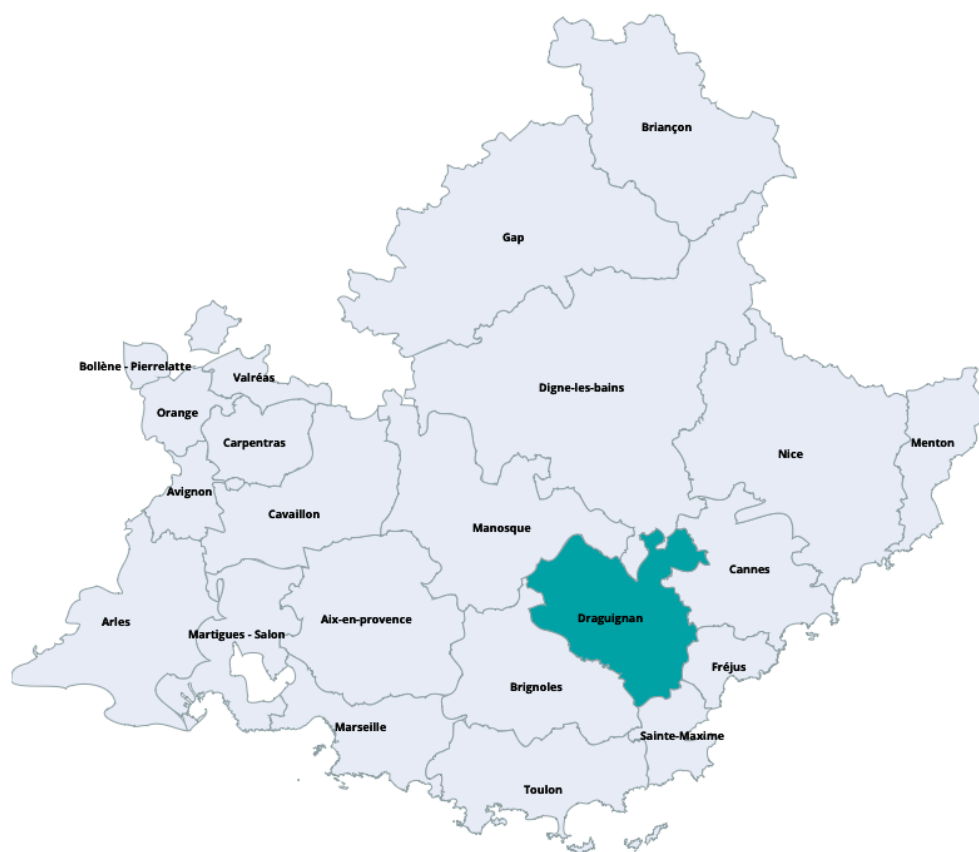 Briançon
Gap
Bollène - Pierrelatte
Valréas
Digne-les-bains
Orange
Carpentras
Menton
Nice
Avignon
Cavaillon
Manosque
Cannes
Arles
Aix-en-provence
Draguignan
Martigues - Salon
Fréjus
Brignoles
Marseille
Sainte-Maxime
Toulon